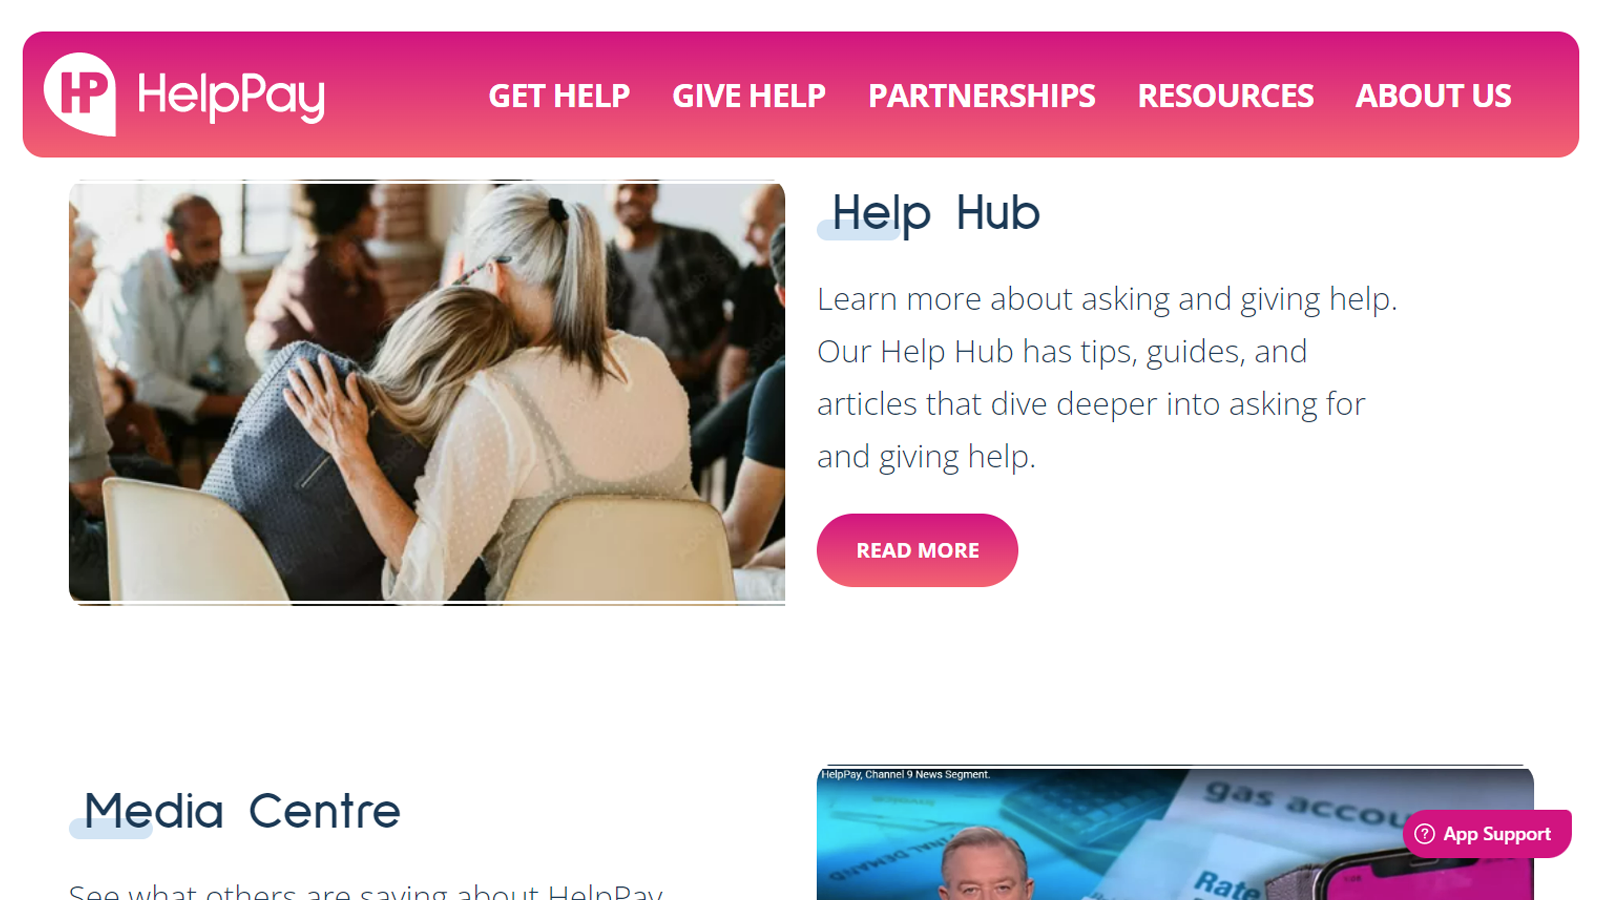 HP HelpPay
GET HELP GIVE HELP PARTNERSHIPS RESOURCES ABOUT US
Help Hub
Learn more about asking and giving help.
Our Help Hub has tips, guides, and
articles that dive deeper into asking for
and giving help.
READ MORE
Media Centre
See what others are saying about HelpPay
HelpPay, Channel 9 News Segment.
gas accou
invoice
FINAL DEMAND
Rate
App Support